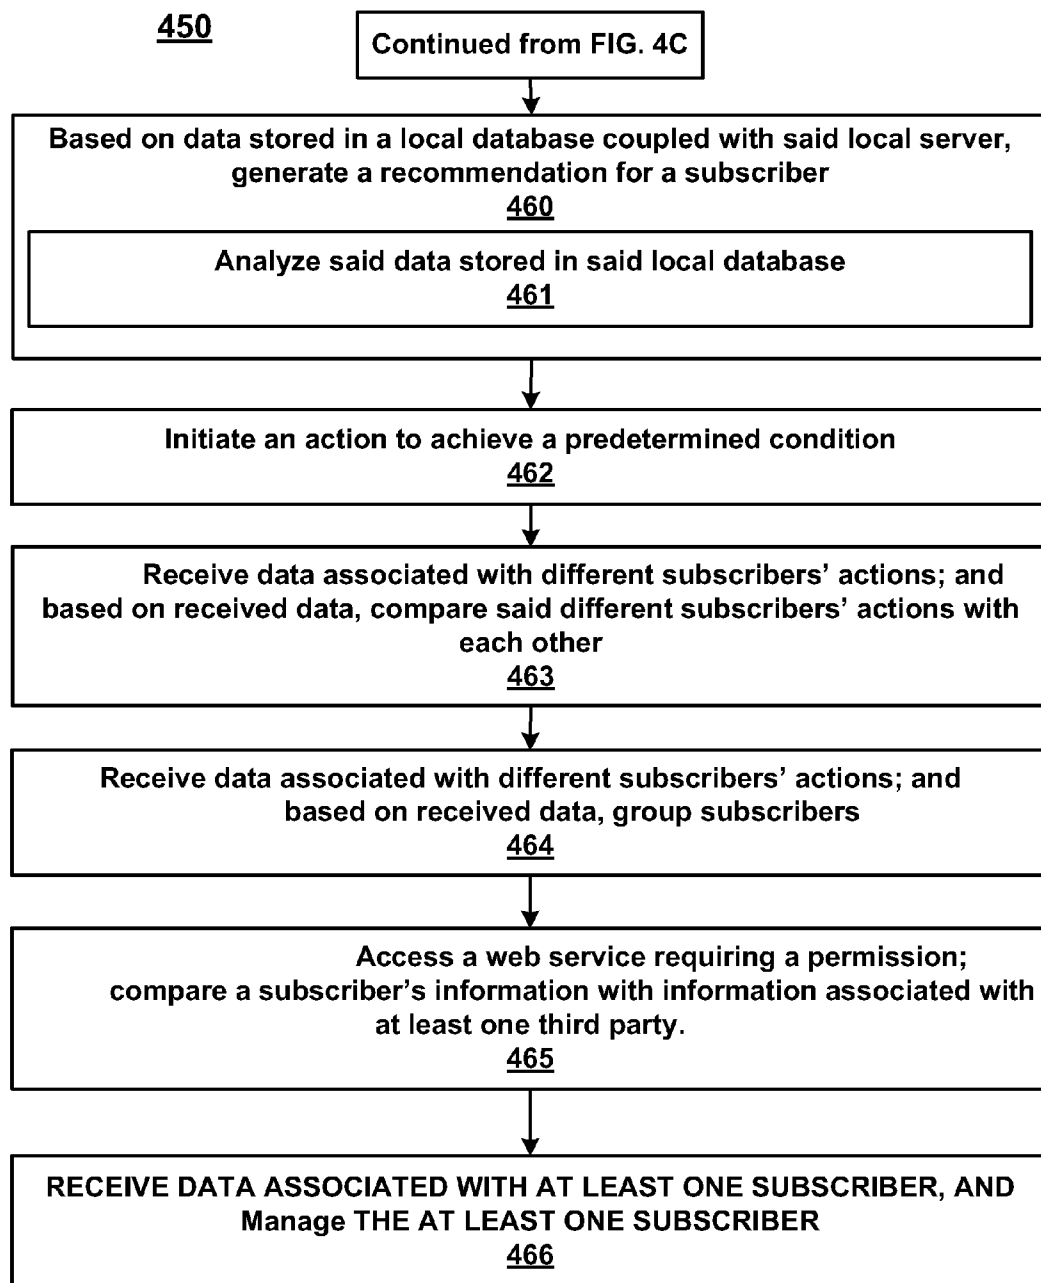 450
Continued from FIG. 4C
Based on data stored in a local database coupled with said local server,
generate a recommendation for a subscriber
460
Analyze said data stored in said local database
461
Initiate an action to achieve a predetermined condition
462
Receive data associated with different subscribers’ actions; and
based on received data, compare said different subscribers’ actions with
each other
463
Receive data associated with different subscribers’ actions; and
based on received data, group subscribers
464
Access a web service requiring a permission;
compare a subscriber’s information with information associated with
at least one third party.
465
RECEIVE DATA ASSOCIATED WITH AT LEAST ONE SUBSCRIBER, AND
Manage THE AT LEAST ONE SUBSCRIBER
466